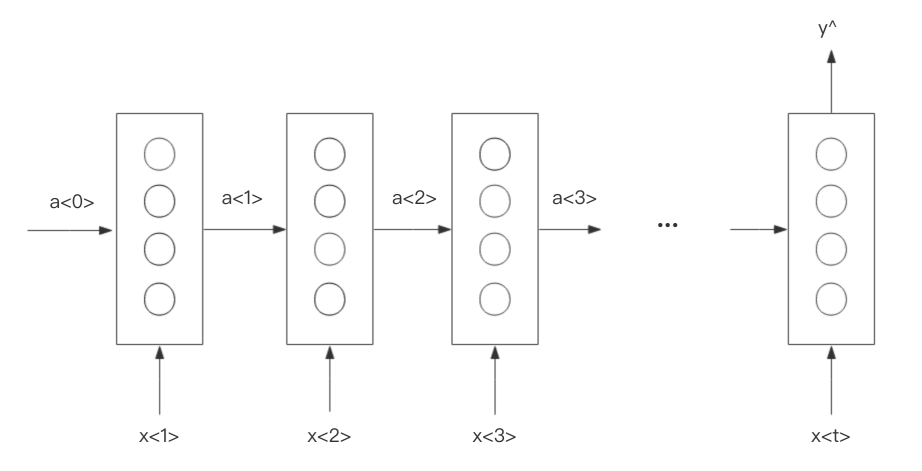 y^
a<0>
a<1>
a<2>
a<3>
...
x<1>
x<2>
x<3>
x<t>